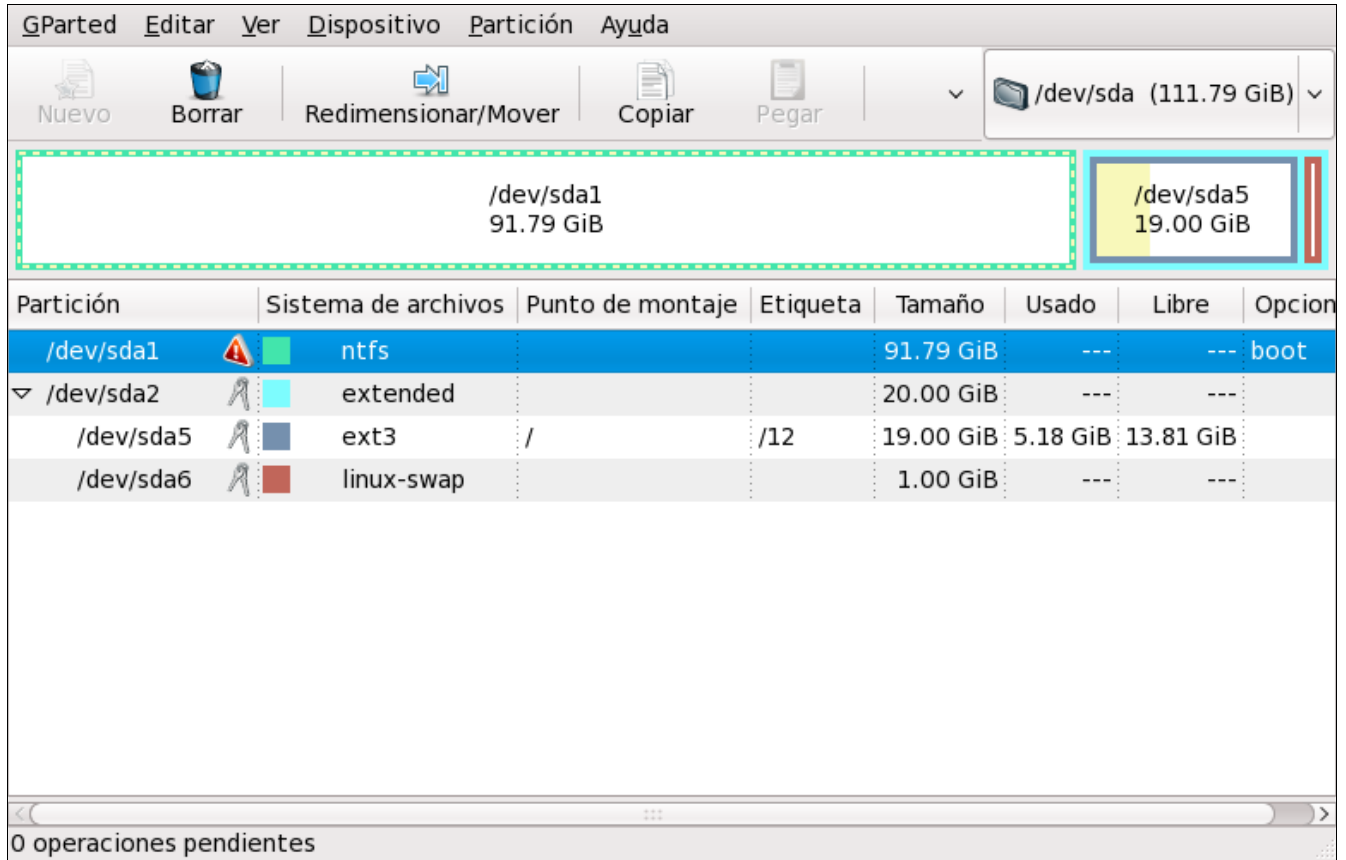 GParted Editar Ver Dispositivo Partición Ayuda
Nuevo Borrar Redimensionar/Mover Copiar Pegar /dev/sda (111.79 GiB)
/dev/sda1 /dev/sda5
91.79 GiB 19.00 GiB
Partición Sistema de archivos Punto de montaje Etiqueta Tamaño Usado Libre Opcion
/dev/sda1 ntfs 91.79 GiB --- --- boot
/dev/sda2 extended 20.00 GiB --- ---
/dev/sda5 ext3 / /12 19.00 GiB 5.18 GiB 13.81 GiB
/dev/sda6 linux-swap 1.00 GiB --- ---
0 operaciones pendientes